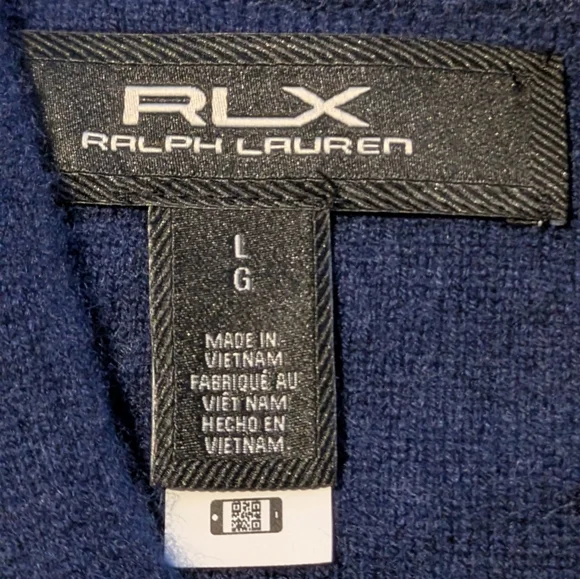 RLX
RALPH LAUREN
L
G
MADE IN
VIETNAM
FABRIQUÉ AU
VIÊT NAM
HECHO EN
VIETNAM